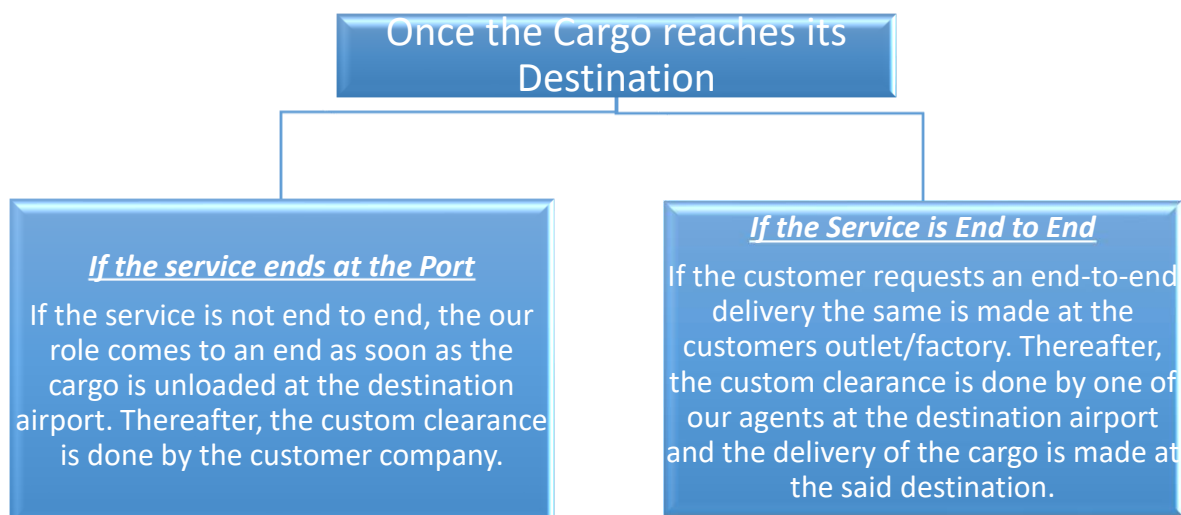 Once the Cargo reaches its
Destination
If the service ends at the Port
If the service is not end to end, the our
role comes to an end as soon as the
cargo is unloaded at the destination
airport. Thereafter, the custom clearance
is done by the customer company.
If the Service is End to End
If the customer requests an end-to-end
delivery the same is made at the
customers outlet/factory. Thereafter,
the custom clearance is done by one of
our agents at the destination airport
and the delivery of the cargo is made at
the said destination.